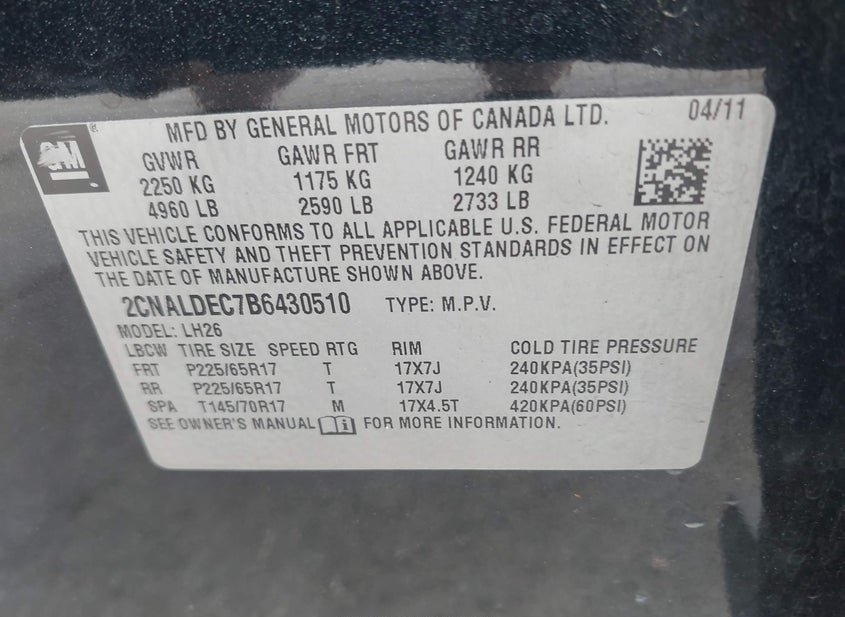 MFD BY GENERAL MOTORS OF CANADA LTD. 04/11
GM
GVWR GAWR FRT GAWR RR
2250 KG 1175 KG 1240 KG
4960 LB 2590 LB 2733 LB
THIS VEHICLE CONFORMS TO ALL APPLICABLE U.S. FEDERAL MOTOR
VEHICLE SAFETY AND THEFT PREVENTION STANDARDS IN EFFECT ON
THE DATE OF MANUFACTURE SHOWN ABOVE.
2CNALDEC7B6430510 TYPE: M.P.V.
MODEL: LH26
LBCW TIRE SIZE SPEED RTG RIM COLD TIRE PRESSURE
FRT P225/65R17 T 17X7J 240KPA(35PSI)
RR P225/65R17 T 17X7J 240KPA(35PSI)
SPA T145/70R17 M 17X4.5T 420KPA(60PSI)
SEE OWNER'S MANUAL i FOR MORE INFORMATION.